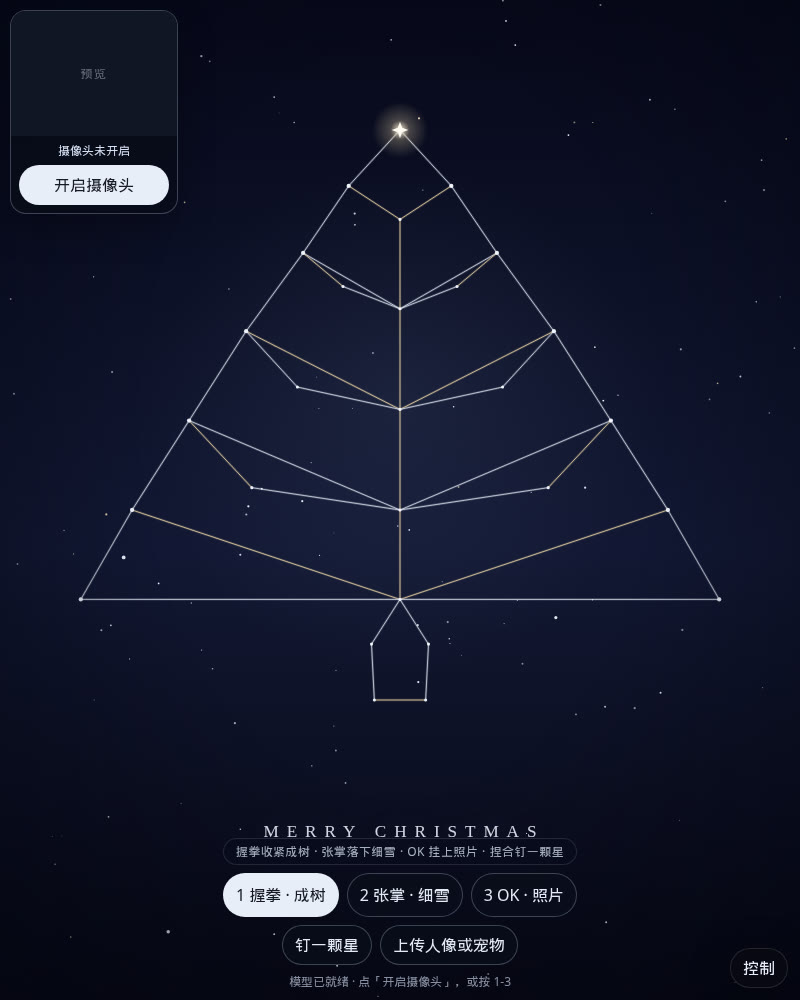 预览
摄像头未开启
开启摄像头
MERRY CHRISTMAS
握拳收紧成树 · 张掌落下细雪 · OK 挂上照片 · 捏合钉一颗星
1 握拳 · 成树
2 张掌 · 细雪
3 OK · 照片
钉一颗星
上传人像或宠物
控制
模型已就绪 · 点「开启摄像头」，或按 1-3